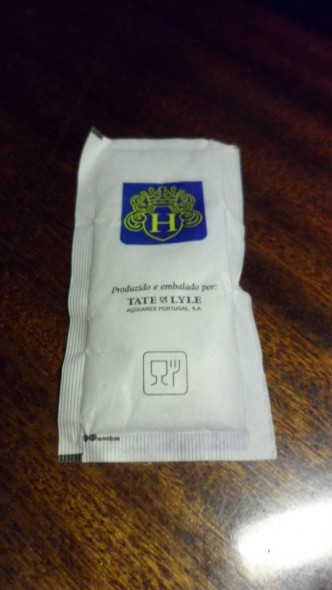 H
Produzido e embalado por:
TATE & LYLE
AÇÚCARES PORTUGAL, S.A.